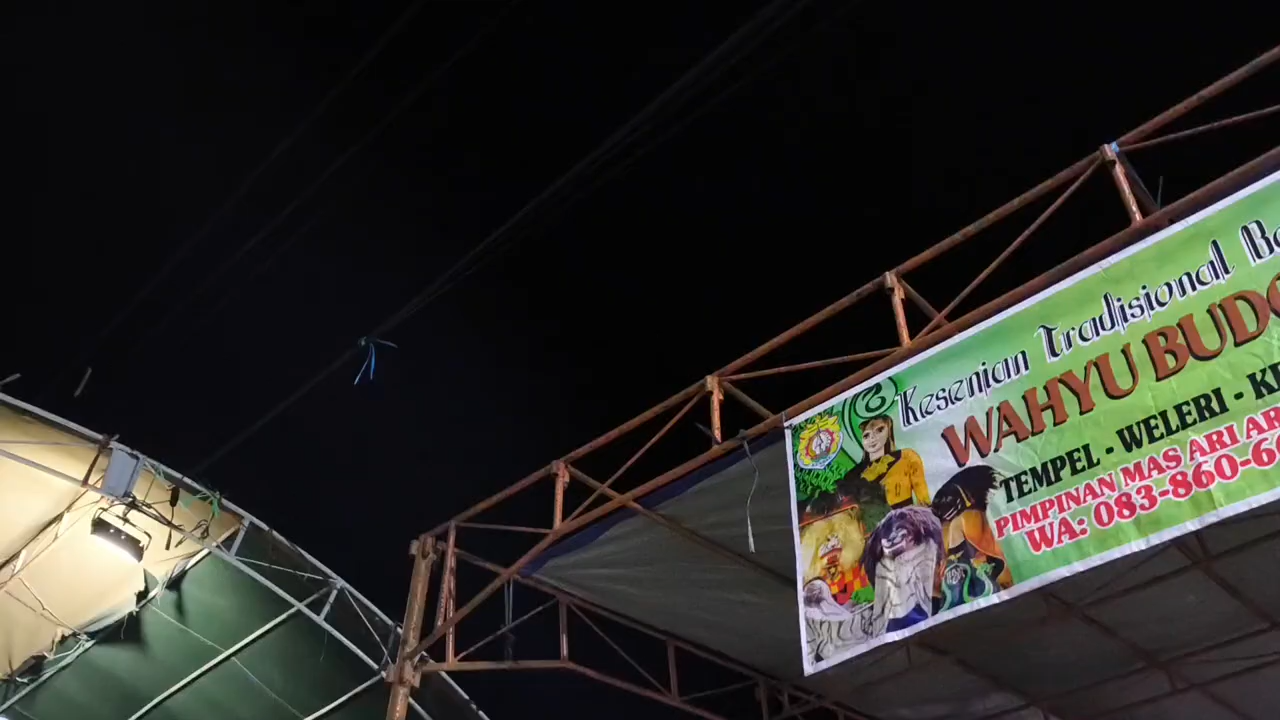 Kesenian Tradisional
WAHYU
TEMPEL - WELERI -
PIMPINAN MAS ARI
WA: 083-860-